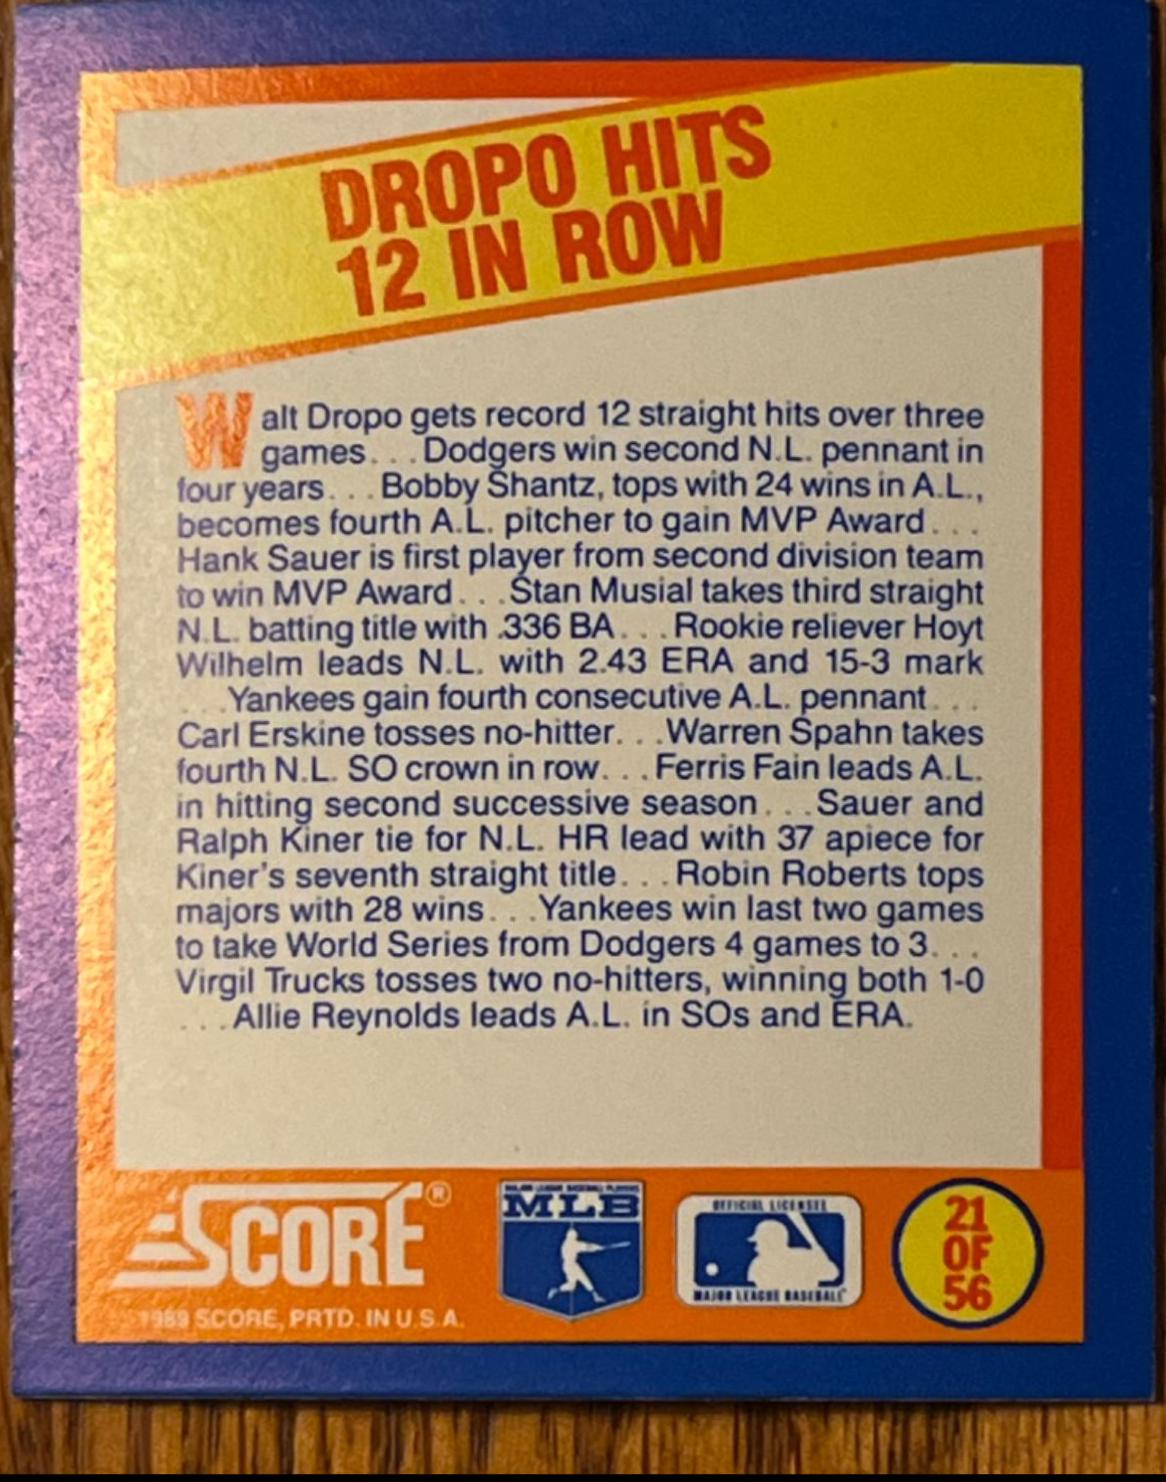 DROPO HITS
12 IN ROW
Walt Dropo gets record 12 straight hits over three
games. . .Dodgers win second N.L. pennant in
four years. . .Bobby Shantz, tops with 24 wins in A.L.,
becomes fourth A.L. pitcher to gain MVP Award. . .
Hank Sauer is first player from second division team
to win MVP Award. . .Stan Musial takes third straight
N.L. batting title with .336 BA. . .Rookie reliever Hoyt
Wilhelm leads N.L. with 2.43 ERA and 15-3 mark
. . .Yankees gain fourth consecutive A.L. pennant. . .
Carl Erskine tosses no-hitter. . .Warren Spahn takes
fourth N.L. SO crown in row. . .Ferris Fain leads A.L.
in hitting second successive season. . .Sauer and
Ralph Kiner tie for N.L. HR lead with 37 apiece for
Kiner's seventh straight title. . .Robin Roberts tops
majors with 28 wins. . .Yankees win last two games
to take World Series from Dodgers 4 games to 3. . .
Virgil Trucks tosses two no-hitters, winning both 1-0
. . .Allie Reynolds leads A.L. in SOs and ERA.
SCORE®
1989 SCORE, PRTD. IN U.S.A.
MAJOR LEAGUE BASEBALL PLAYERS
MLB
OFFICIAL LICENSEE
MAJOR LEAGUE BASEBALL
21
OF
56